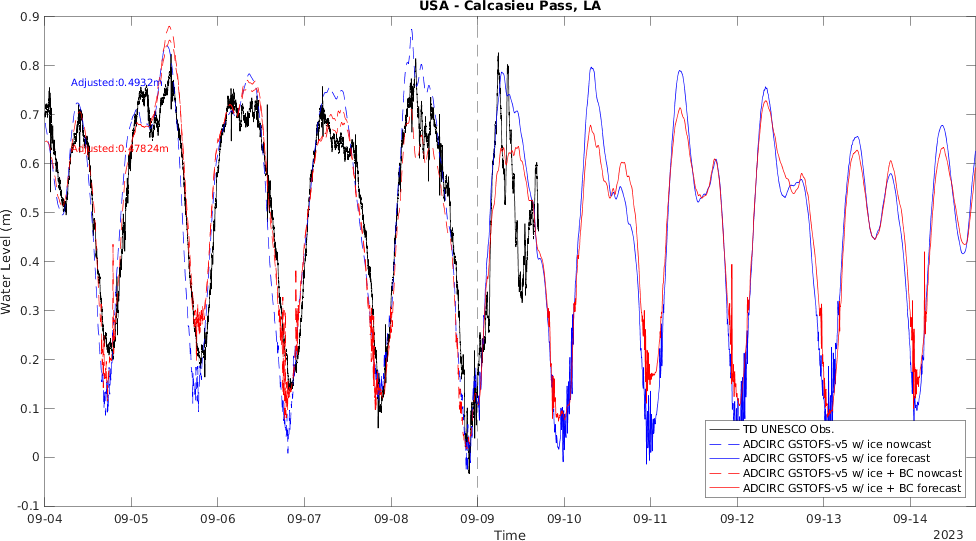 USA - Calcasieu Pass, LA
0.9
0.8
0.7
0.6
0.5
0.4
0.3
0.2
0.1
0
-0.1
Water Level (m)
Adjusted:0.4932m
Adjusted:0.47824m
TD UNESCO Obs.
ADCIRC GSTOFS-v5 w/ ice nowcast
ADCIRC GSTOFS-v5 w/ ice forecast
ADCIRC GSTOFS-v5 w/ ice + BC nowcast
ADCIRC GSTOFS-v5 w/ ice + BC forecast
09-04 09-05 09-06 09-07 09-08 09-09 09-10 09-11 09-12 09-13 09-14
Time
2023